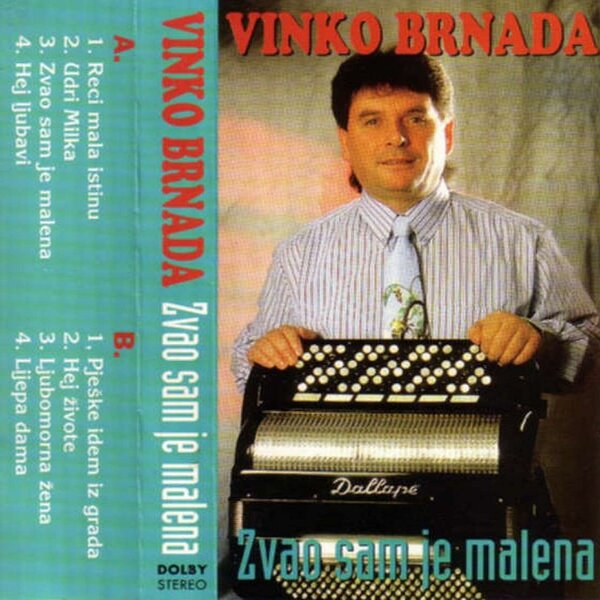 A.
1. Reci mala istinu
2. Udri Milka
3. Zvao sam je malena
4. Hej ljubavi
B.
1. Pješke idem iz grada
2. Hej živote
3. Ljubomorna žena
4. Lijepa dama
VINKO BRNADA Zvao sam je malena
DOLBY
STEREO
VINKO BRNADA
Dallape
Zvao sam je malena